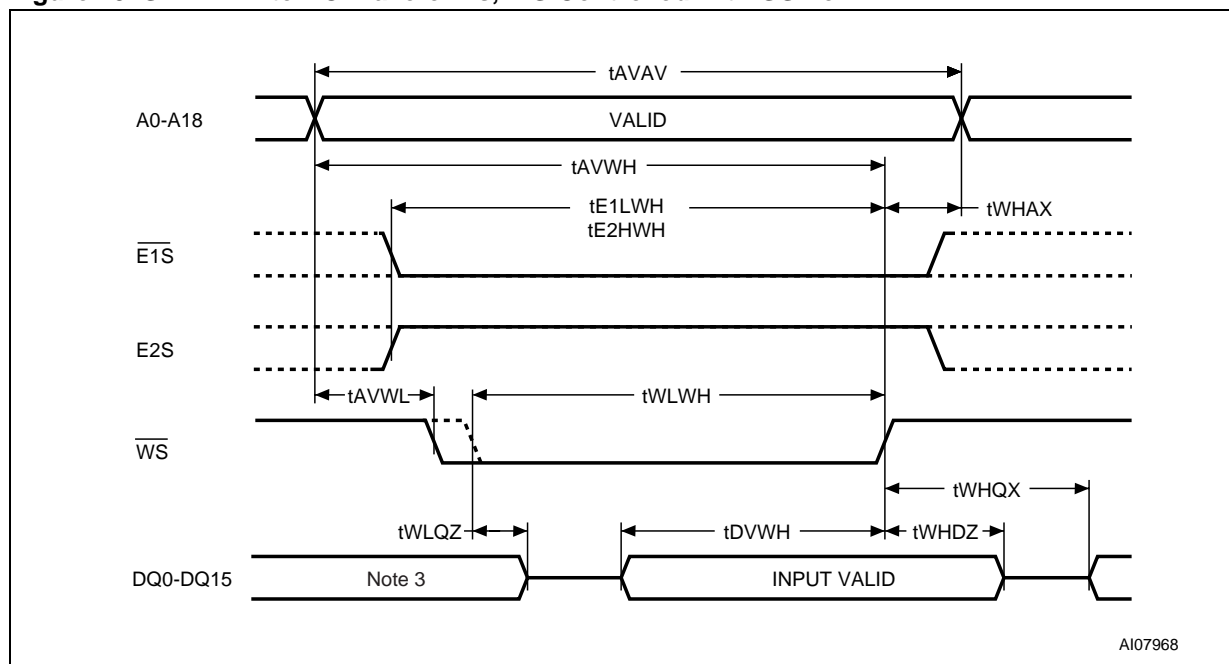 tAVAV
A0-A18
VALID
tAVWH
tE1LWH
tWHAX
tE2HWH
E1S
E2S
tAVWL
tWLWH
WS
tWHQX
tWLQZ
tDVWH
tWHDZ
DQ0-DQ15
Note 3
INPUT VALID
AI07968